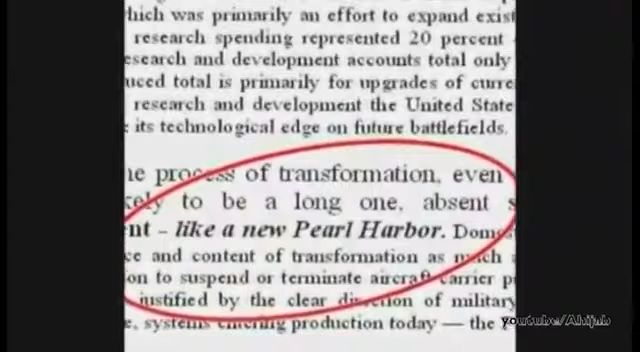 hich was primarily an effort to expand exist
research spending represented 20 percent
esearch and development accounts total only
uced total is primarily for upgrades of curre
research and development the United State
its technological edge on future battlefields.
he process of transformation, even
kely to be a long one, absent s
nt – like a new Pearl Harbor. Domes
ce and content of transformation as much a
on to suspend or terminate aircraft carrier p
justified by the clear direction of military
e, systems entering production today — the
youtube/Ahijab